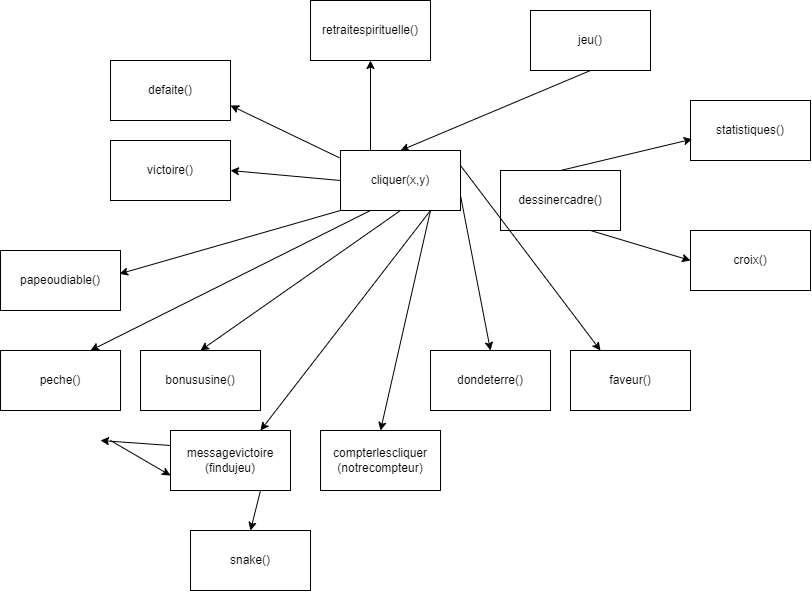 retraitespirituelle()
jeu()
defaite()
statistiques()
victoire()
cliquer(x,y)
dessinercadre()
papeoudiable()
croix()
peche()
bonususine()
dondeterre()
faveur()
messagevictoire
(findujeu)
compterlescliquer
(notrecompteur)
snake()